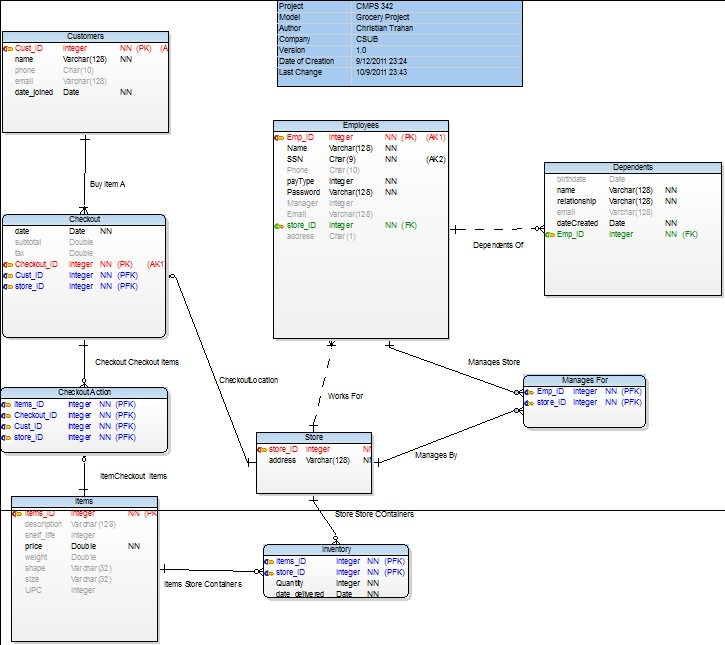 Project CMPS 342
Model Grocery Project
Author Christian Trahan
Company CSUB
Version 1.0
Date of Creation 9/12/2011 23:24
Last Change 10/9/2011 23:43
Customers
Cust_ID Integer NN (PK) (A
name Varchar(128) NN
phone Char(10)
email Varchar(128)
date_joined Date NN
Buy Item A
Employees
Emp_ID Integer NN (PK) (AK1)
Name Varchar(128) NN
SSN Char(9) NN (AK2)
Phone Char(10)
payType Integer NN
Password Varchar(128) NN
Manager Integer
Email Varchar(128)
store_ID Integer NN (FK)
address Char(1)
Dependents
birthdate Date
name Varchar(128) NN
relationship Varchar(128) NN
email Varchar(128)
dateCreated Date NN
Emp_ID Integer NN (FK)
Dependents Of
Checkout
date Date NN
subtotal Double
tax Double
Checkout_ID Integer NN (PK) (AK1
Cust_ID Integer NN (PFK)
store_ID Integer NN (PFK)
Checkout Checkout Items
CheckoutLocation
Works For
Manages Store
Manages For
Emp_ID Integer NN (PFK)
store_ID Integer NN (PFK)
Manages By
CheckoutAction
Items_ID Integer NN (PFK)
Checkout_ID Integer NN (PFK)
Cust_ID Integer NN (PFK)
store_ID Integer NN (PFK)
ItemCheckout Items
Store
store_ID Integer NN
address Varchar(128) NN
Store Store COntainers
Items
Items_ID Integer NN (PK
description Varchar(128)
shelf_life Integer
price Double NN
weight Double
shape Varchar(32)
size Varchar(32)
UPC Integer
Items Store Containers
Inventory
Items_ID Integer NN (PFK)
store_ID Integer NN (PFK)
Quantity Integer NN
date_delivered Date NN